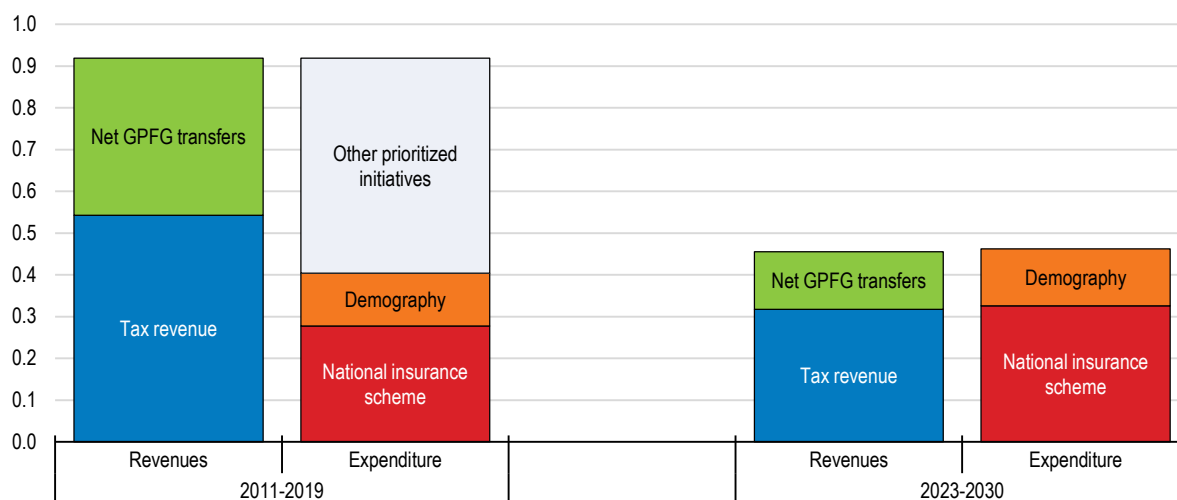 1.0
0.9
0.8
0.7
0.6
0.5
0.4
0.3
0.2
0.1
0.0
Net GPFG transfers
Tax revenue
Other prioritized
initiatives
Demography
National insurance
scheme
Net GPFG transfers
Tax revenue
Demography
National insurance
scheme
Revenues
Expenditure
Revenues
Expenditure
2011-2019
2023-2030